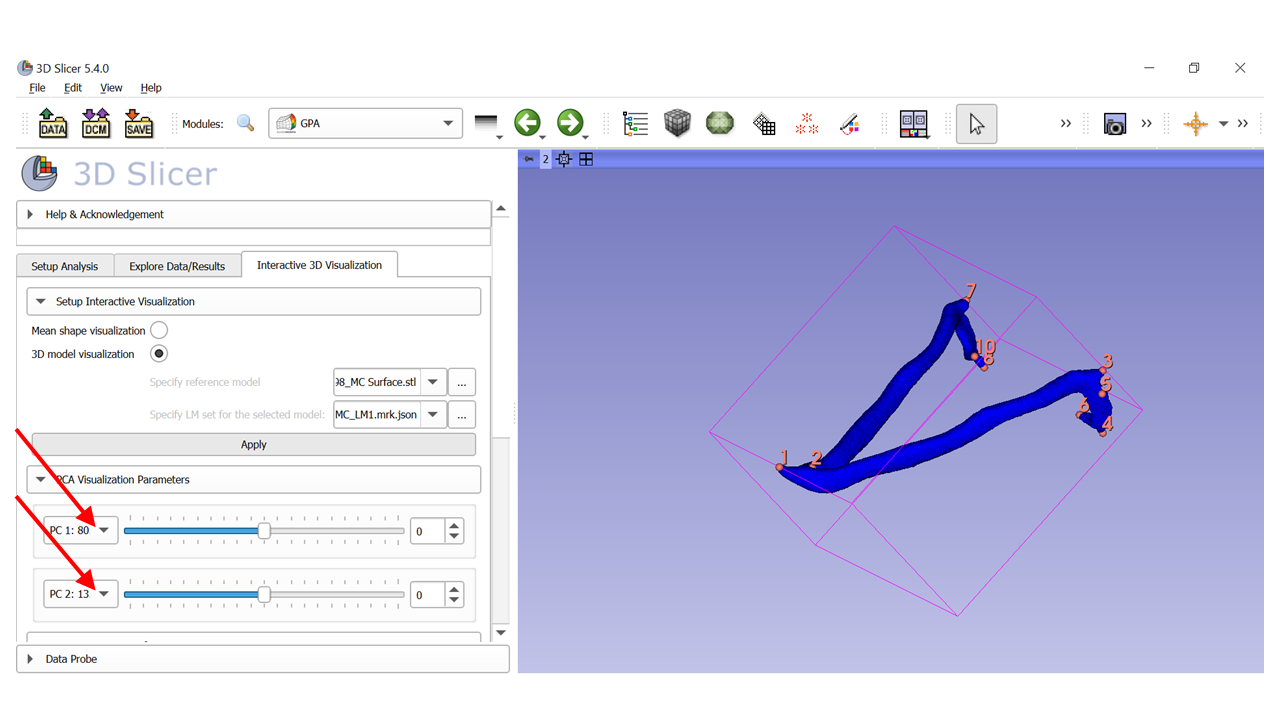 3D Slicer 5.4.0
File Edit View Help
DATA DCM SAVE Modules: GPA
2
3D Slicer
Help & Acknowledgement
Setup Analysis Explore Data/Results Interactive 3D Visualization
Setup Interactive Visualization
Mean shape visualization
3D model visualization
Specify reference model 98_MC Surface.stl ...
Specify LM set for the selected model: MC_LM1.mrk.json ...
Apply
PCA Visualization Parameters
PC 1: 80 0
PC 2: 13 0
Data Probe
7
10
8
3
5
6
4
1
2